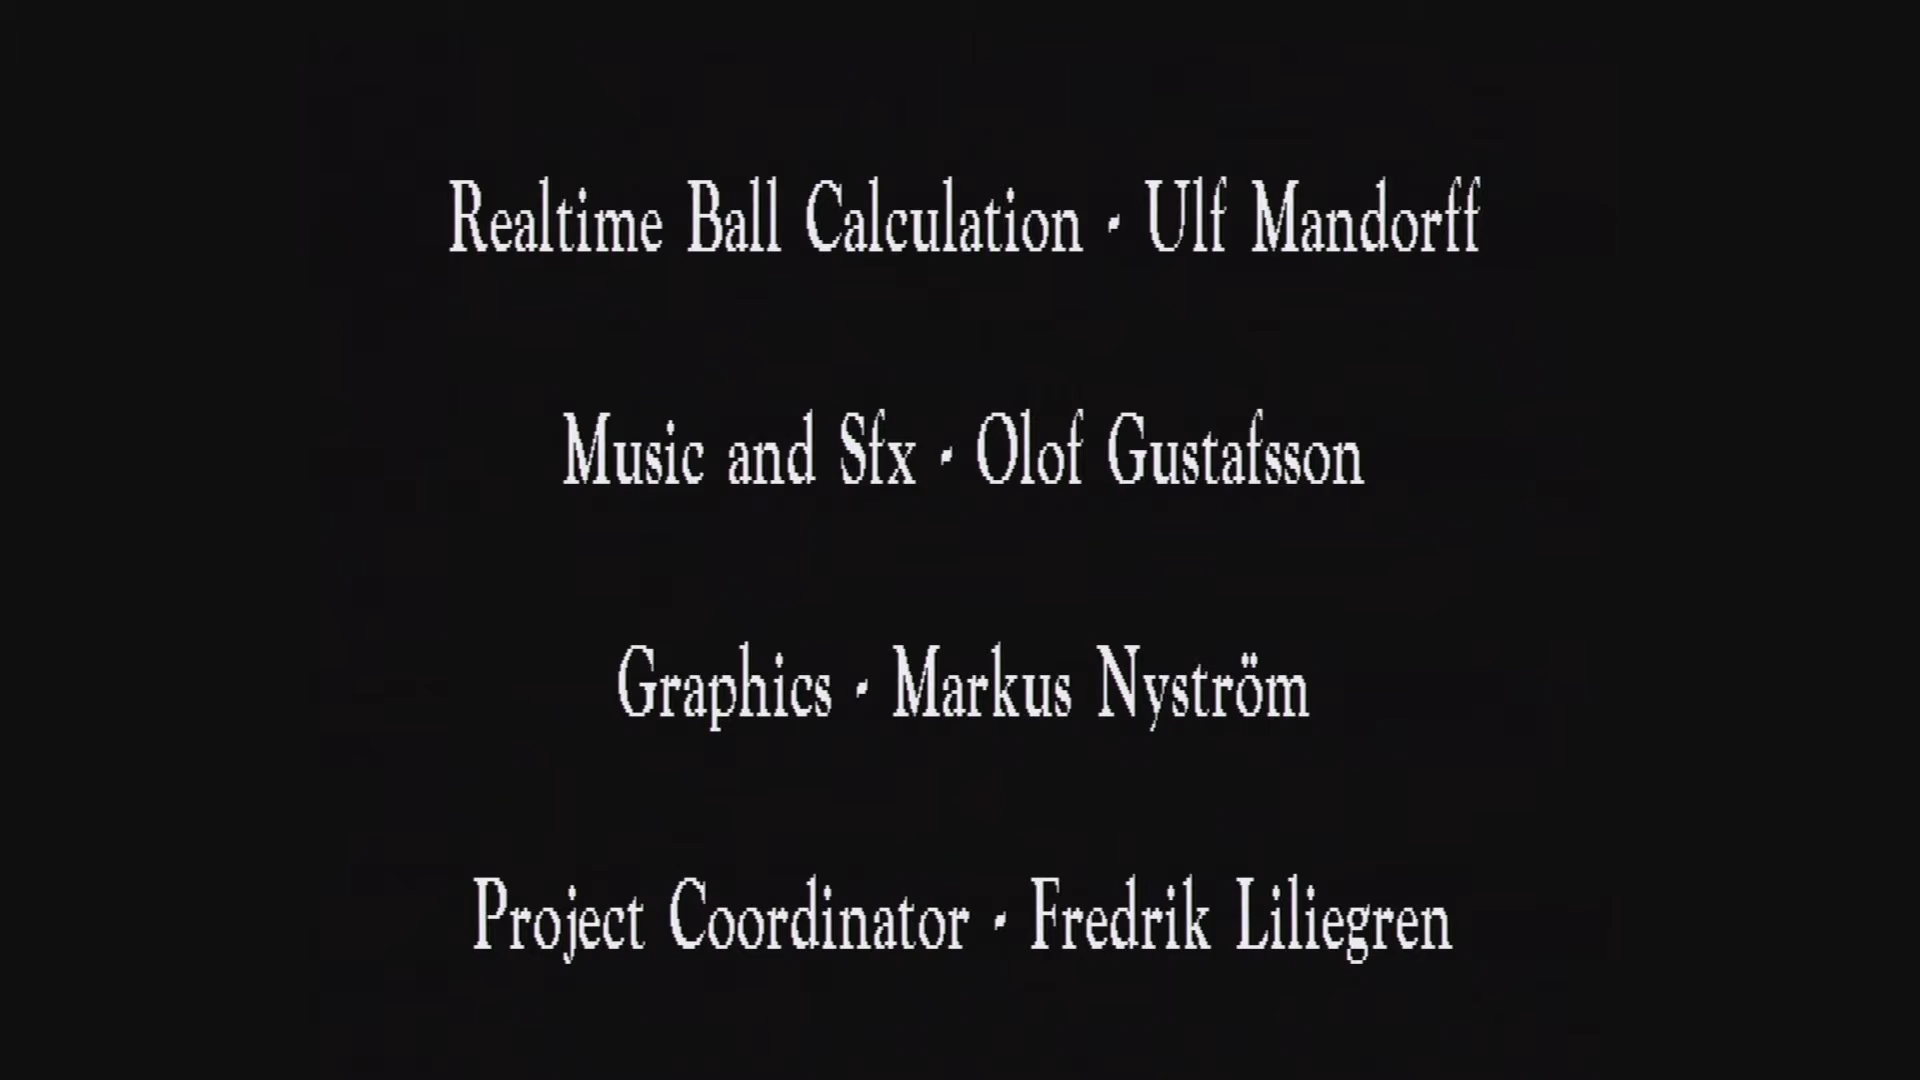 Realtime Ball Calculation - Ulf Mandorff
Music and Sfx - Olof Gustafsson
Graphics - Markus Nyström
Project Coordinator - Fredrik Liliegren